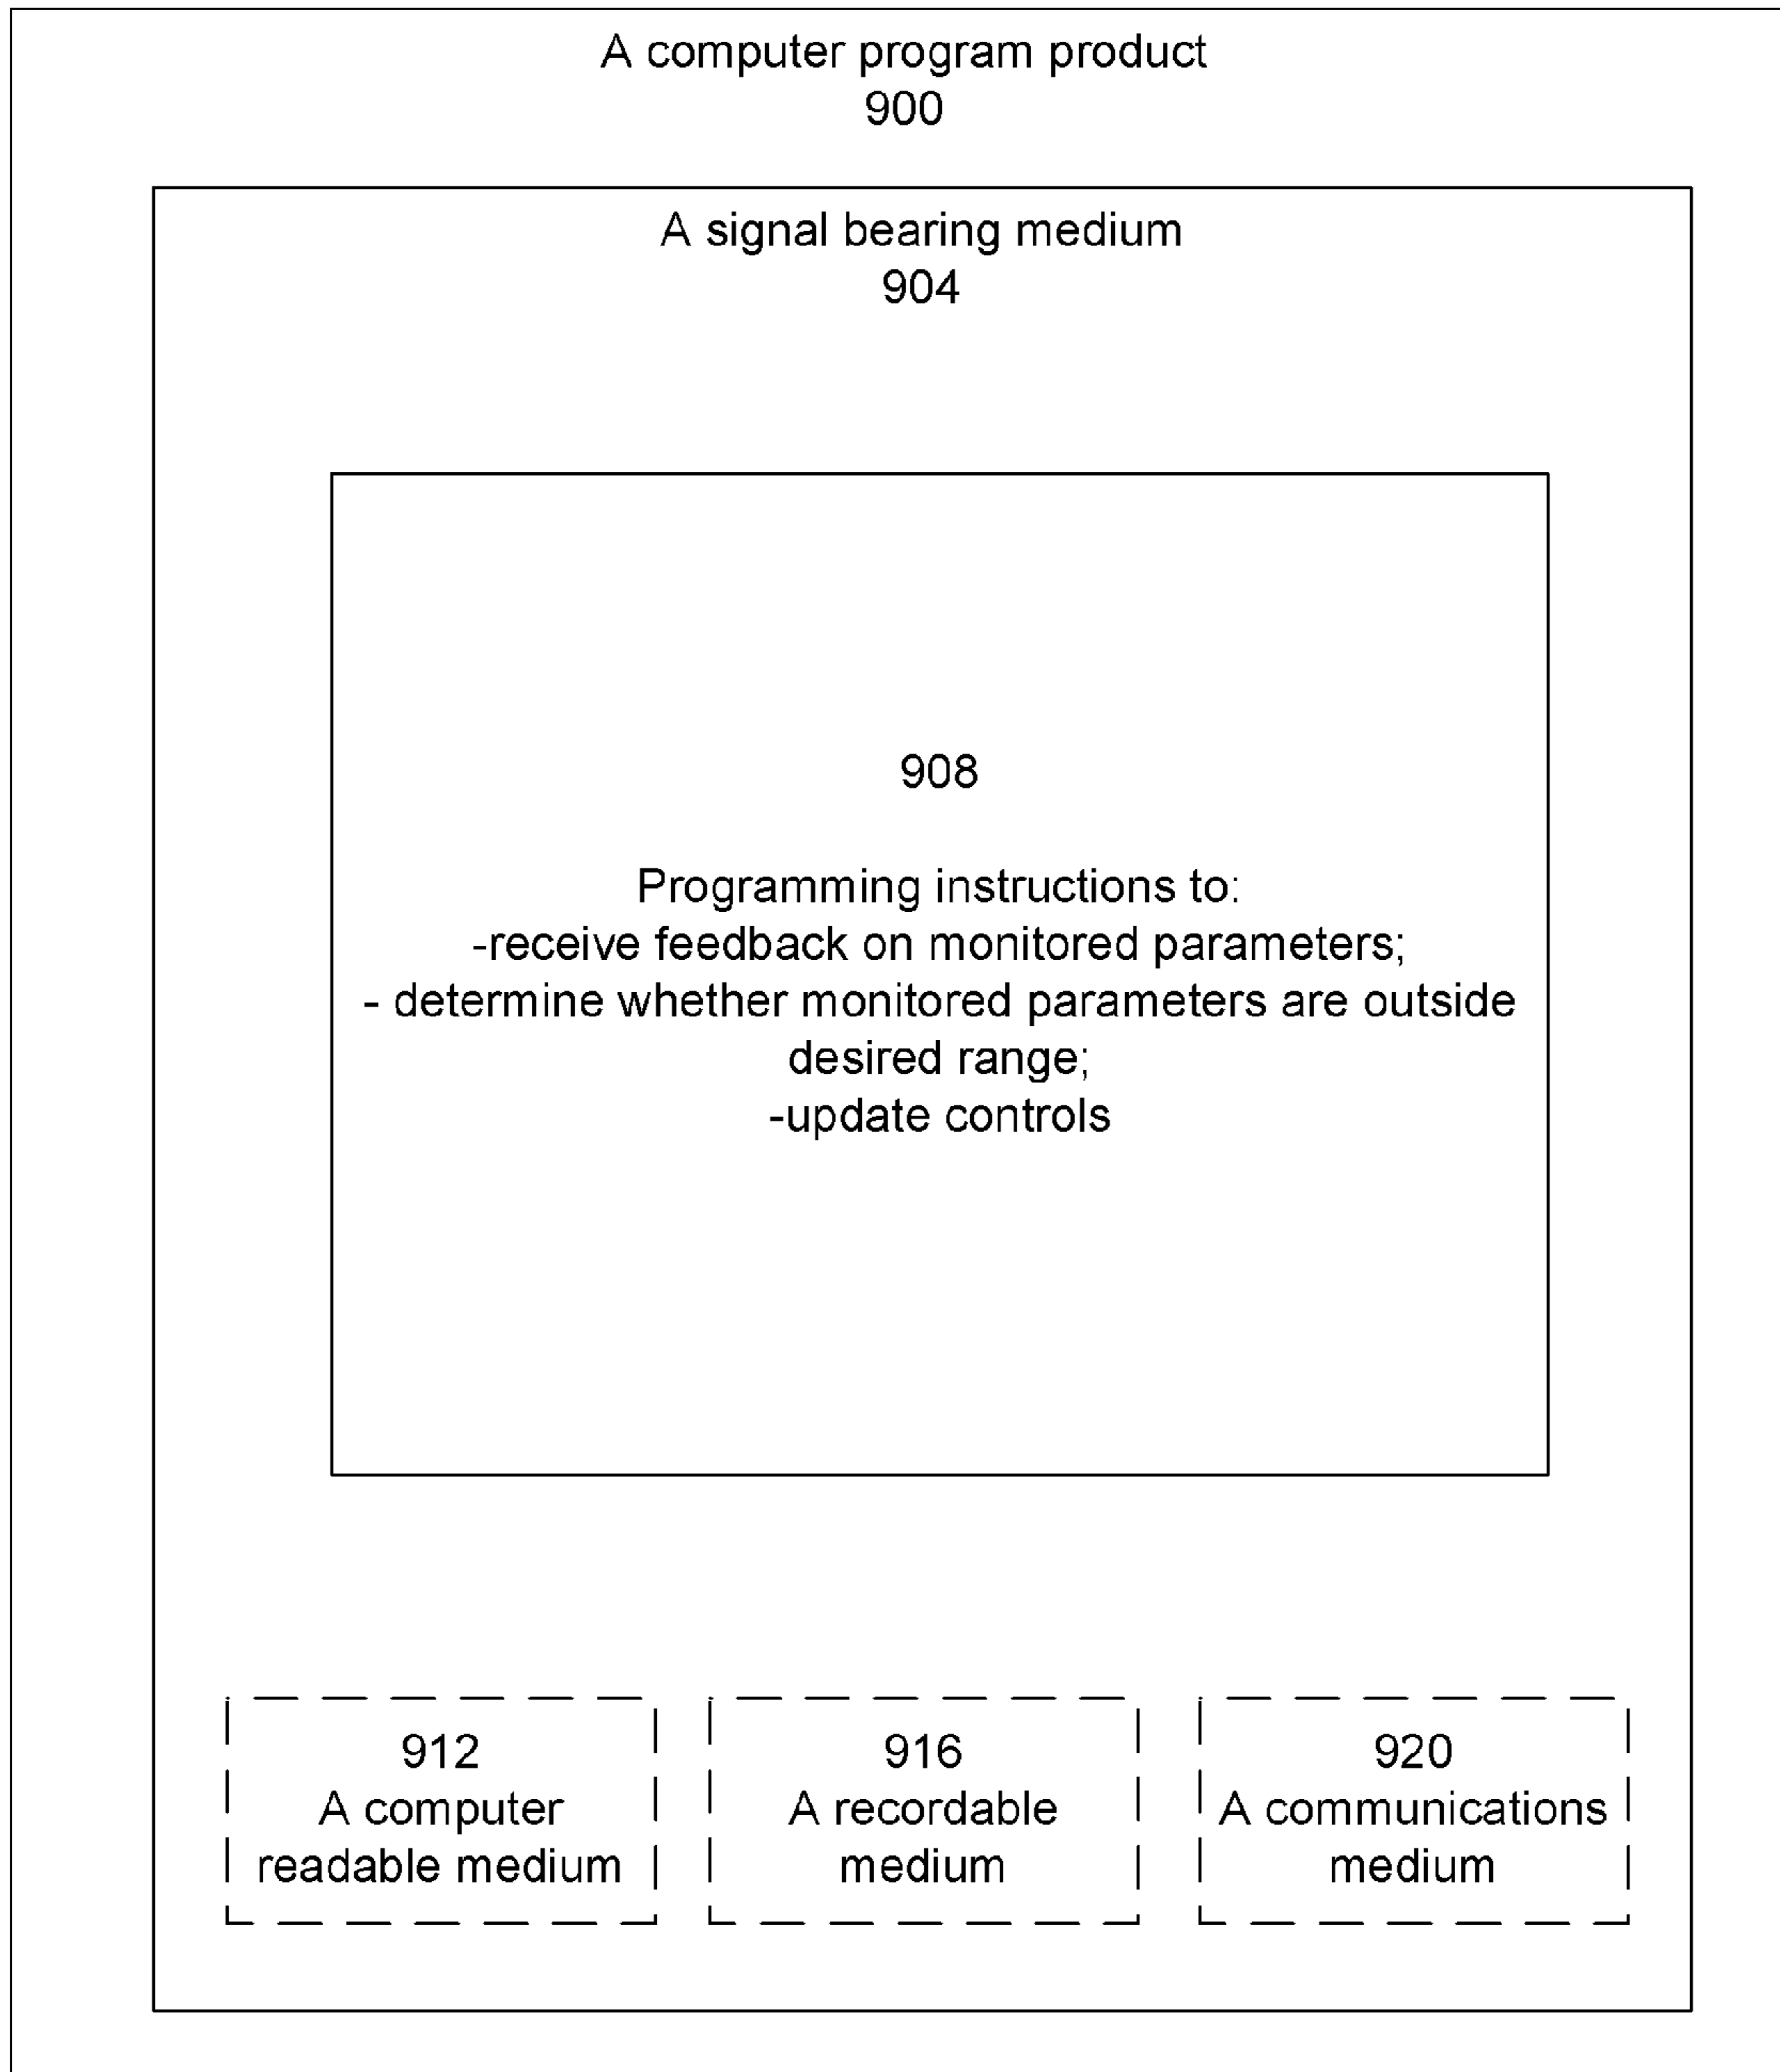 A computer program product
900
A signal bearing medium
904
908
Programming instructions to:
-receive feedback on monitored parameters;
- determine whether monitored parameters are outside
desired range;
-update controls
912
A computer
readable medium
916
A recordable
medium
920
A communications
medium